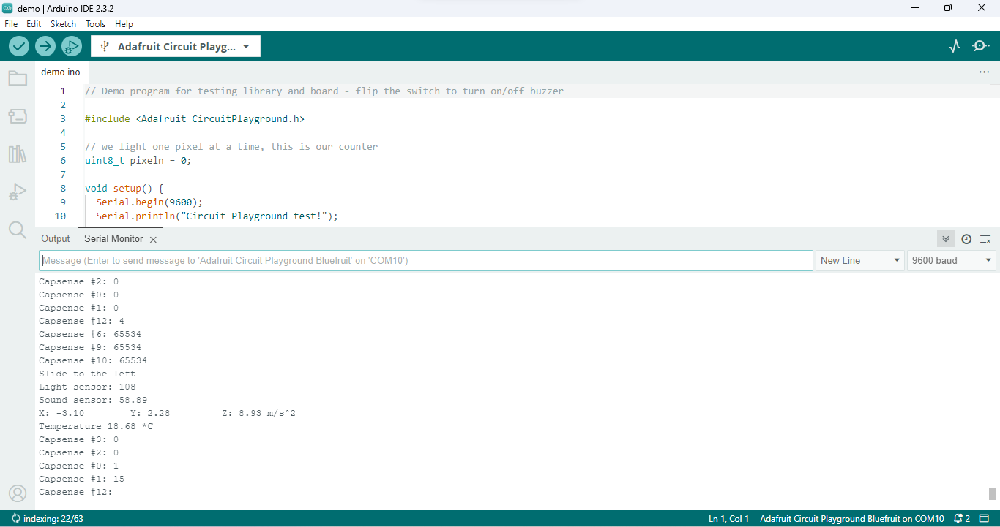 demo | Arduino IDE 2.3.2
File Edit Sketch Tools Help
Adafruit Circuit Playg...
demo.ino
1 // Demo program for testing library and board - flip the switch to turn on/off buzzer
2
3 #include <Adafruit_CircuitPlayground.h>
4
5 // we light one pixel at a time, this is our counter
6 uint8_t pixeln = 0;
7
8 void setup() {
9 Serial.begin(9600);
10 Serial.println("Circuit Playground test!");
Output Serial Monitor
Message (Enter to send message to 'Adafruit Circuit Playground Bluefruit' on 'COM10') New Line 9600 baud
Capsense #2: 0
Capsense #0: 0
Capsense #1: 0
Capsense #12: 4
Capsense #6: 65534
Capsense #9: 65534
Capsense #10: 65534
Slide to the left
Light sensor: 108
Sound sensor: 58.89
X: -3.10 Y: 2.28 Z: 8.93 m/s^2
Temperature 18.68 *C
Capsense #3: 0
Capsense #2: 0
Capsense #0: 1
Capsense #1: 15
Capsense #12:
indexing: 22/63 Ln 1, Col 1 Adafruit Circuit Playground Bluefruit on COM10 2